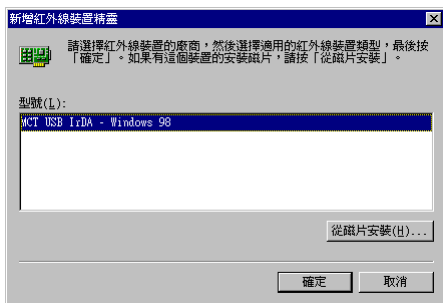 新增紅外線裝置精靈
請選擇紅外線裝置的廠商，然後選擇適用的紅外線裝置類型，最後按
「確定」。如果有這個裝置的安裝磁片，請按「從磁片安裝」。
型號(L):
MCT USB IrDA - Windows 98
從磁片安裝(H)...
確定
取消